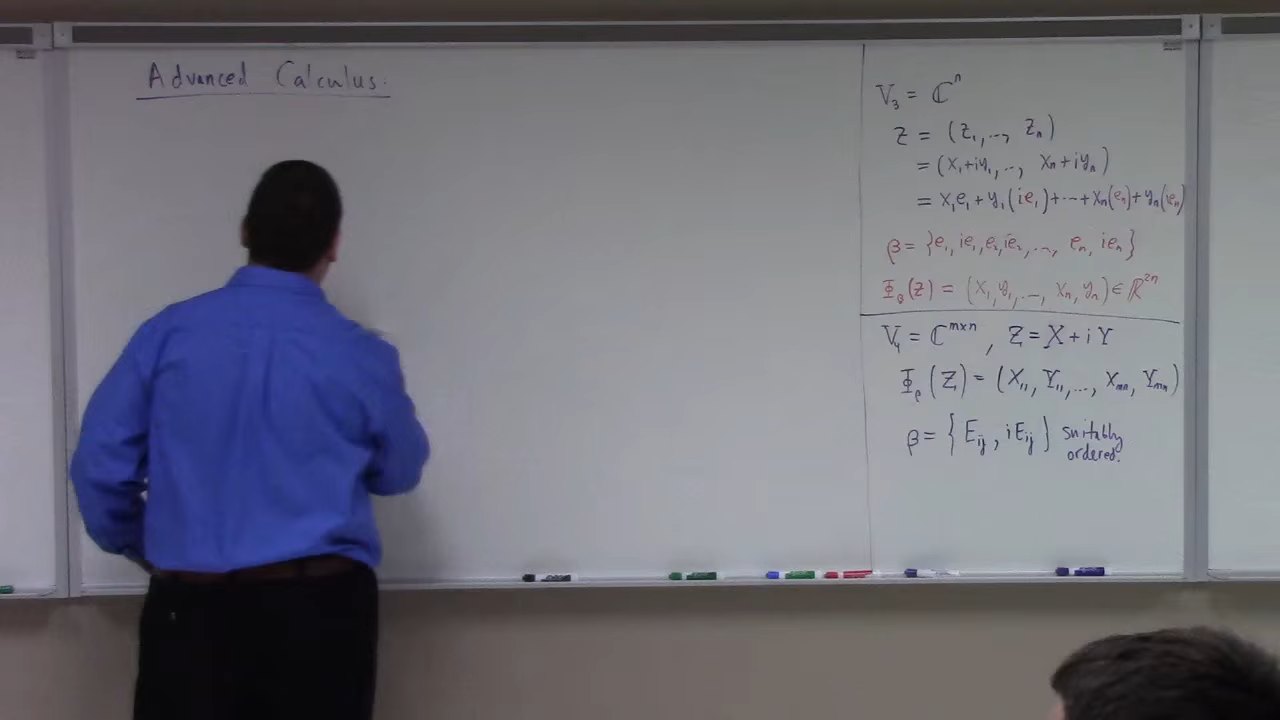 Advanced Calculus.
V₃ = ℂⁿ
Z = (Z₁,..., Zₙ)
= (X₁+iy₁,..., Xₙ+iyₙ)
= X₁e₁+y₁(ie₁)+⋯+Xₙ(eₙ)+yₙ(ieₙ)
β = {e₁, ie₁, e₂, ie₂, ..., eₙ, ieₙ}
Φᵦ(Z) = (X₁, y₁, ..., Xₙ, yₙ) ∈ ℝ²ⁿ
V₄ = ℂᵐˣⁿ, Z = X + iY
Φᵦ(Z) = (X₁₁, Y₁₁, ..., Xₘₙ, Yₘₙ)
β = {Eᵢⱼ, iEᵢⱼ} suitably
ordered.